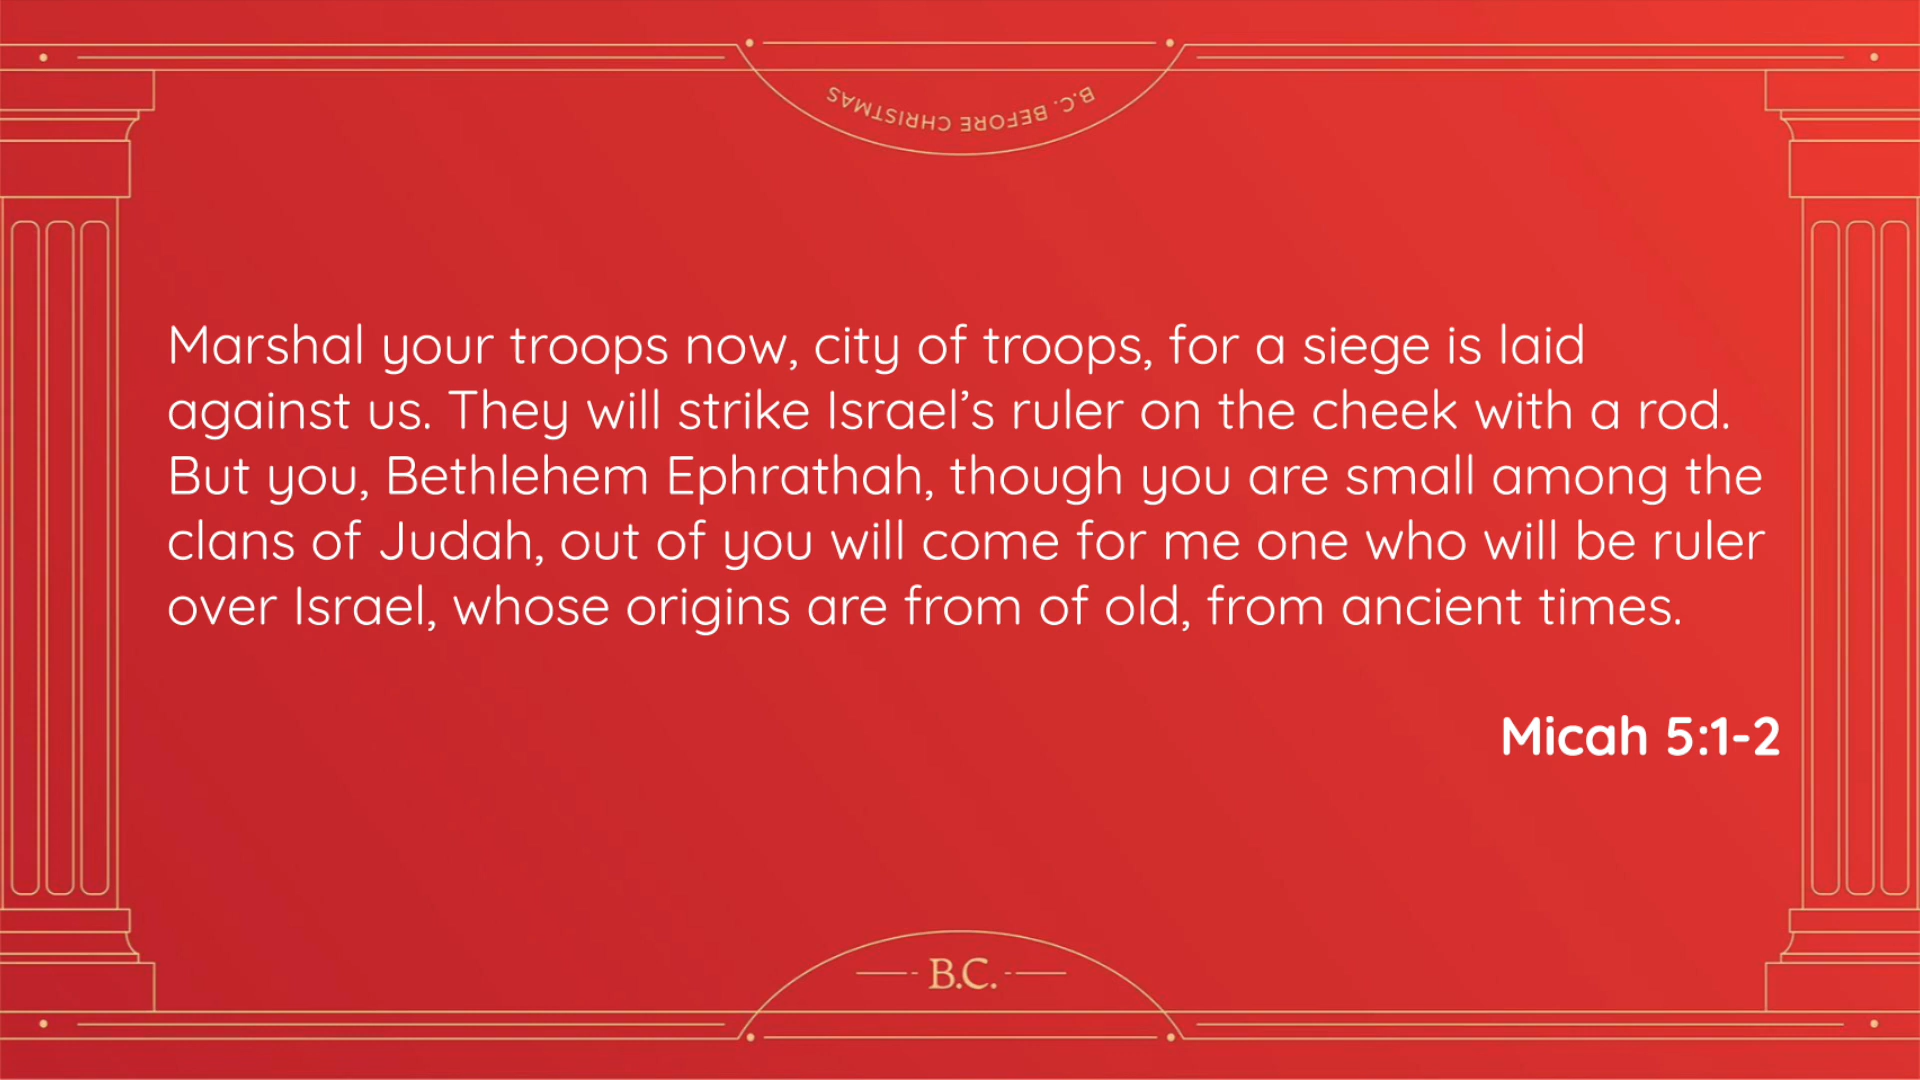 B.C. BEFORE CHRISTMAS
Marshal your troops now, city of troops, for a siege is laid
against us. They will strike Israel’s ruler on the cheek with a rod.
But you, Bethlehem Ephrathah, though you are small among the
clans of Judah, out of you will come for me one who will be ruler
over Israel, whose origins are from of old, from ancient times.
Micah 5:1-2
B.C.